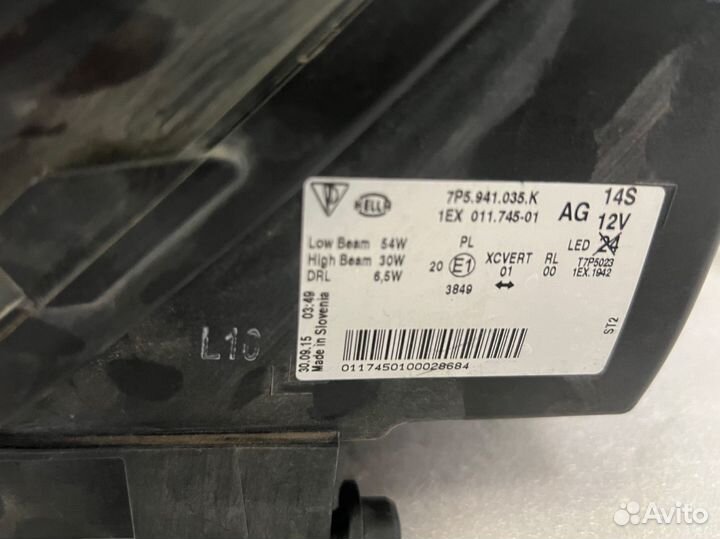 HELLA
7P5.941.035.K
1EX 011.745-01
AG
14S
12V
LED 24
T7P5023
1EX.1942
Low Beam 54W
High Beam 30W
DRL 6,5W
PL
20 E1
3849
XCVERT
01
RL
00
ST2
30.09.15 03:49
Made in Slovenia
0117450100028684
L10
Avito